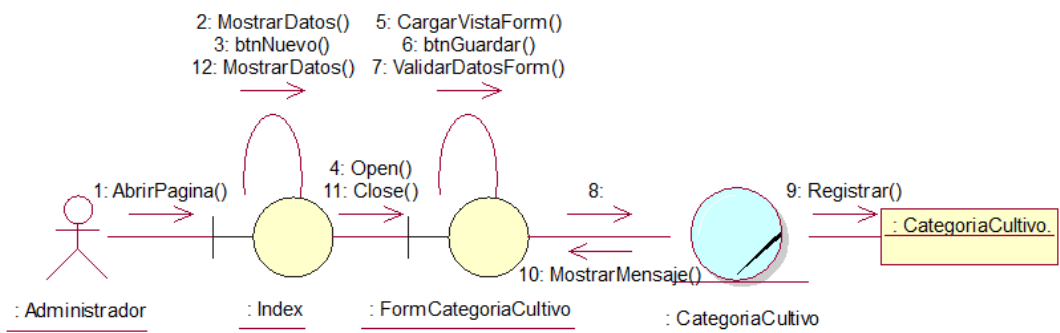 2: MostrarDatos()
3: btnNuevo()
12: MostrarDatos()
5: CargarVistaForm()
6: btnGuardar()
7: ValidarDatosForm()
1: AbrirPagina()
4: Open()
11: Close()
8:
9: Registrar()
: CategoriaCultivo.
10: MostrarMensaje()
: Administrador
: Index
: FormCategoriaCultivo
: CategoriaCultivo